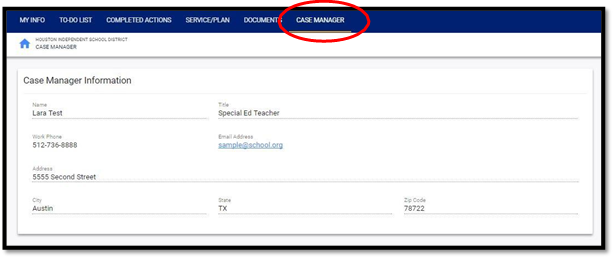 MY INFO TO-DO LIST COMPLETED ACTIONS SERVICE/PLAN DOCUMENTS CASE MANAGER
HOUSTON INDEPENDENT SCHOOL DISTRICT
CASE MANAGER
Case Manager Information
Name Title
Lara Test Special Ed Teacher
Work Phone Email Address
512-736-8888 sample@school.org
Address
5555 Second Street
City State Zip Code
Austin TX 78722